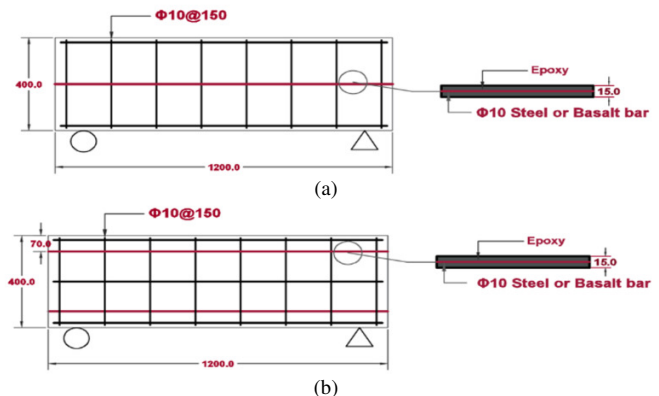 Φ10@150
Epoxy
400.0
15.0
Φ10 Steel or Basalt bar
1200.0
(a)
Φ10@150
70.0
Epoxy
15.0
400.0
Φ10 Steel or Basalt bar
1200.0
(b)